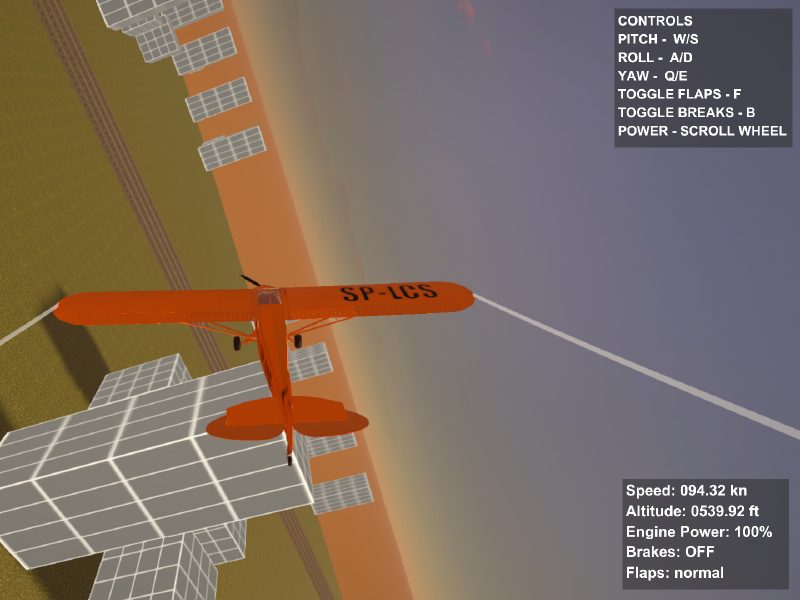 CONTROLS
PITCH - W/S
ROLL - A/D
YAW - Q/E
TOGGLE FLAPS - F
TOGGLE BREAKS - B
POWER - SCROLL WHEEL
SP-LCS
Speed: 094.32 kn
Altitude: 0539.92 ft
Engine Power: 100%
Brakes: OFF
Flaps: normal